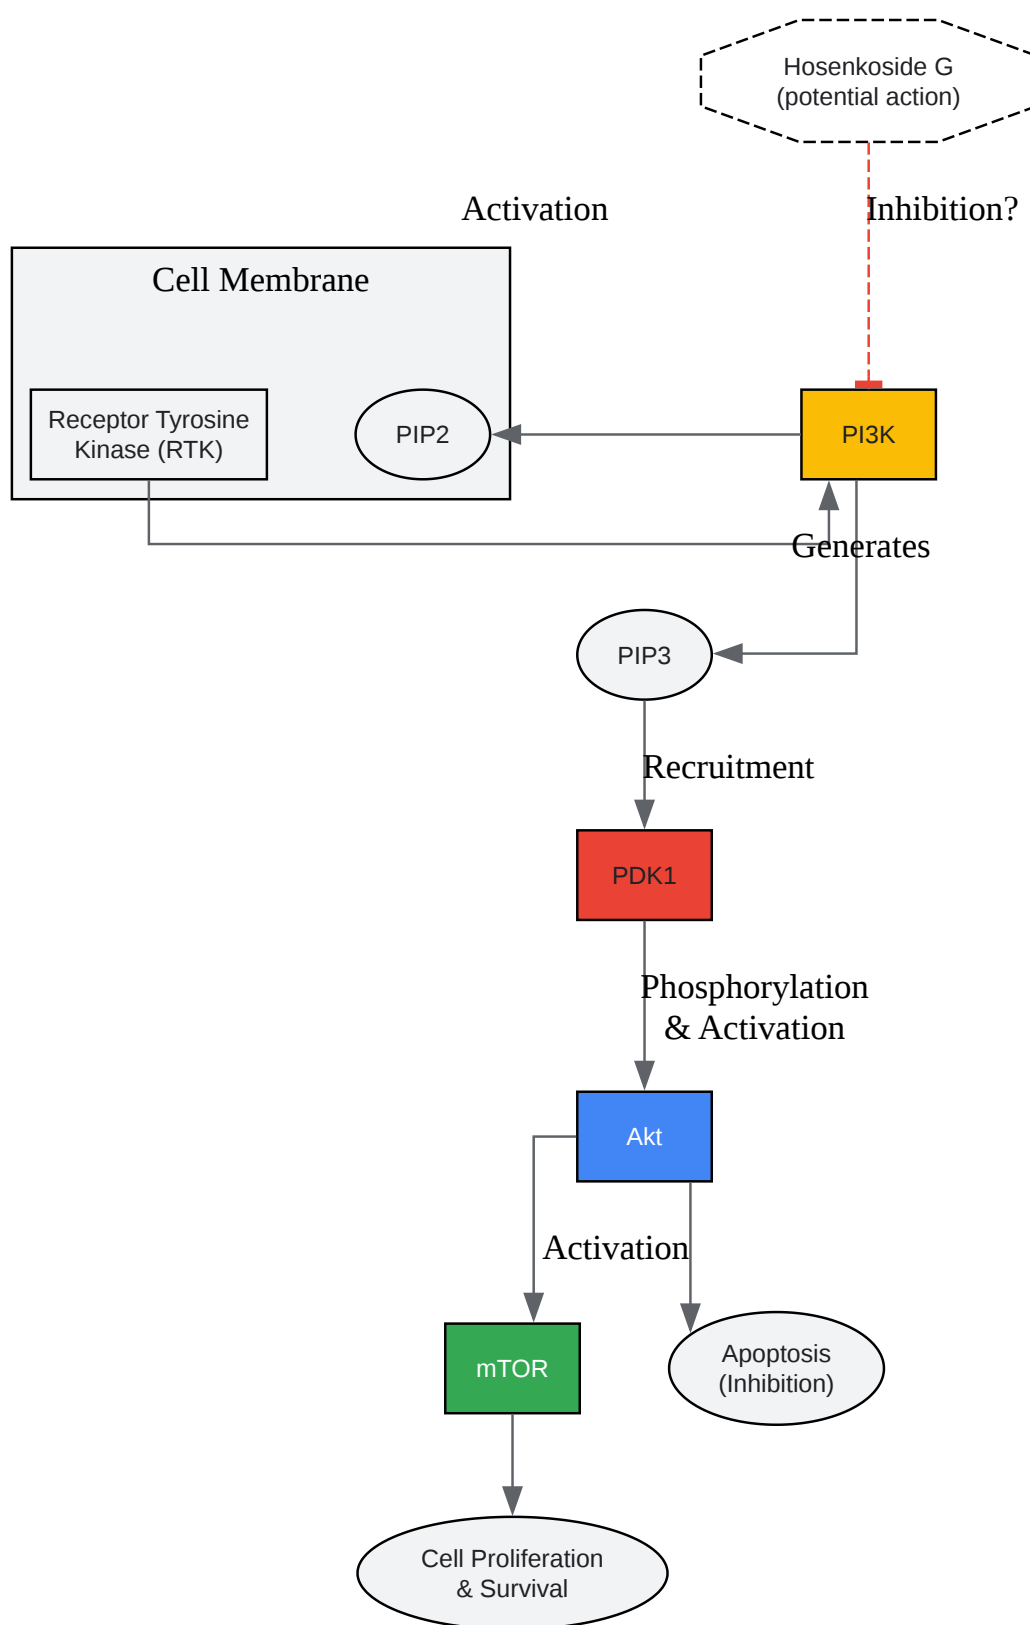 Hosenkoside G
(potential action)
Activation
Inhibition?
Cell Membrane
Receptor Tyrosine
Kinase (RTK)
PIP2
PI3K
Generates
PIP3
Recruitment
PDK1
Phosphorylation
& Activation
Akt
Activation
mTOR
Apoptosis
(Inhibition)
Cell Proliferation
& Survival